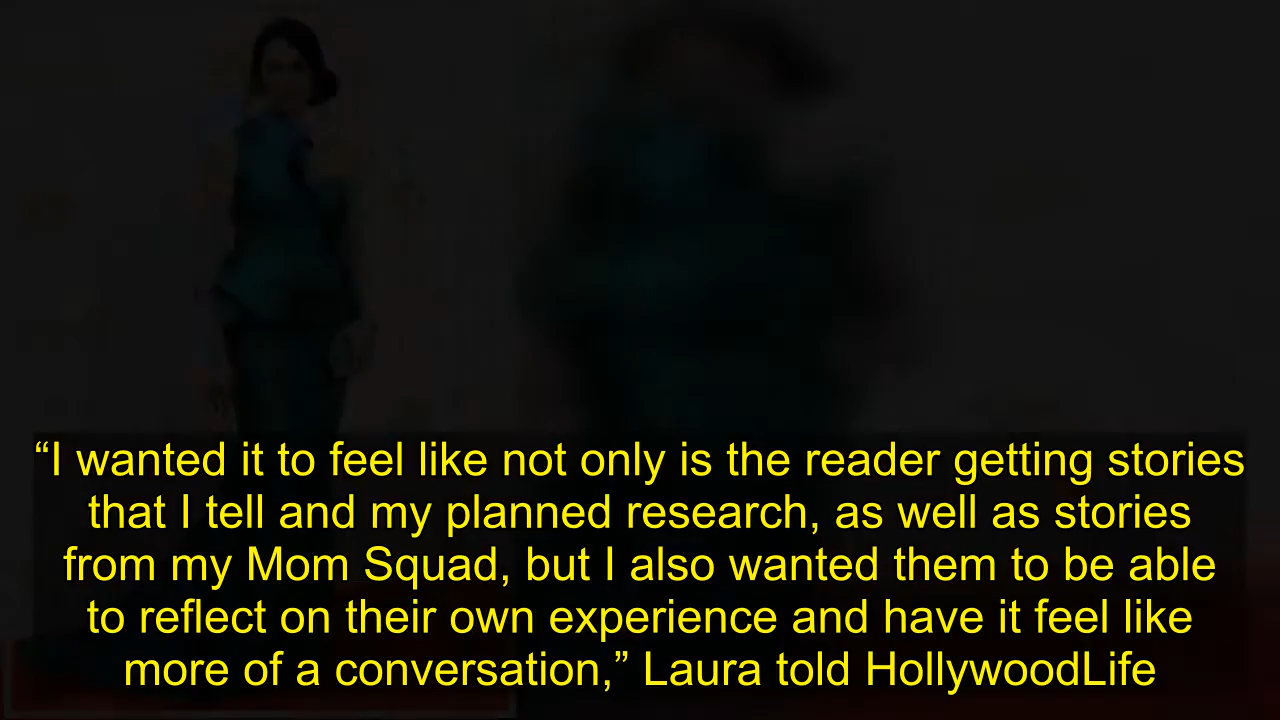 “I wanted it to feel like not only is the reader getting stories
that I tell and my planned research, as well as stories
from my Mom Squad, but I also wanted them to be able
to reflect on their own experience and have it feel like
more of a conversation,” Laura told HollywoodLife